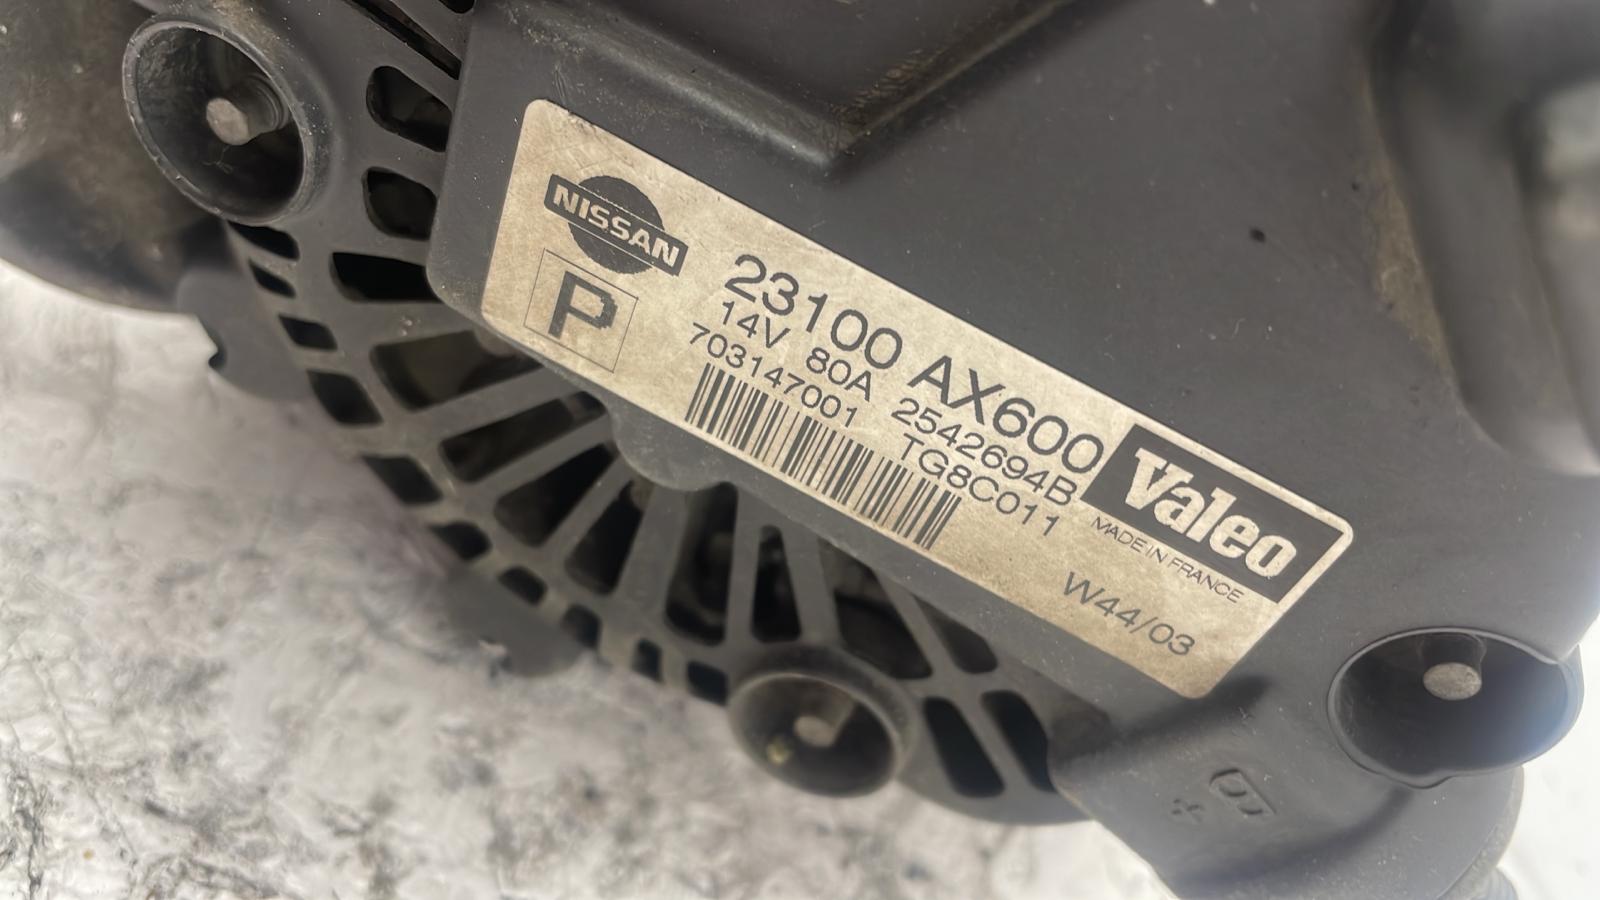 NISSAN
P
23100 AX600
14V 80A 2542694B
703147001 TG8C011
Valeo
MADE IN FRANCE
W44/03
+